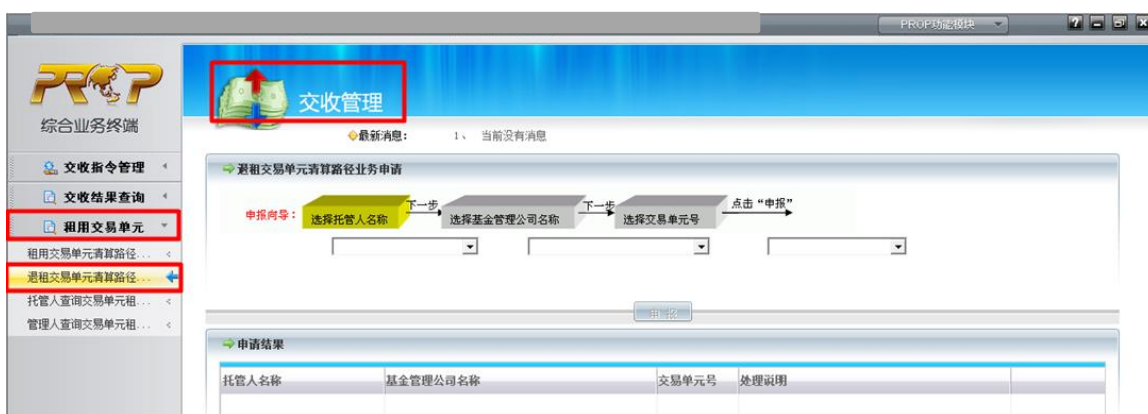 PROP功能模块
PROP
综合业务终端
交收管理
最新消息： 1、 当前没有消息
交收指令管理
交收结果查询
租用交易单元
租用交易单元清算路径...
退租交易单元清算路径...
托管人查询交易单元租...
管理人查询交易单元租...
退租交易单元清算路径业务申请
申报向导： 选择托管人名称 下一步 选择基金管理公司名称 下一步 选择交易单元号 点击“申报”
申 报
申请结果
托管人名称 基金管理公司名称 交易单元号 处理说明